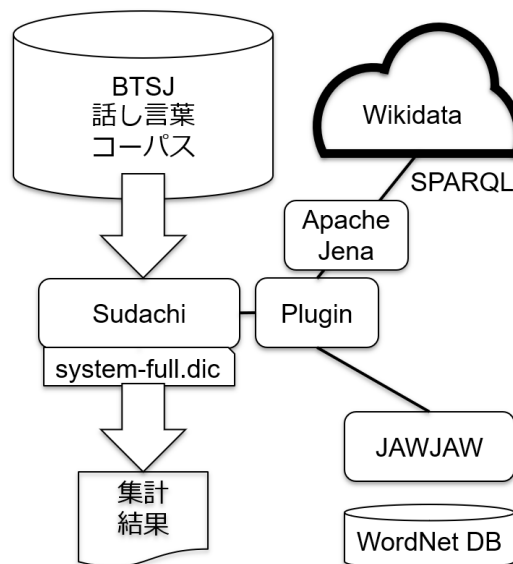 BTSJ
話し言葉
コーパス
Wikidata
SPARQL
Apache
Jena
Sudachi
Plugin
system-full.dic
JAWJAW
集計
結果
WordNet DB